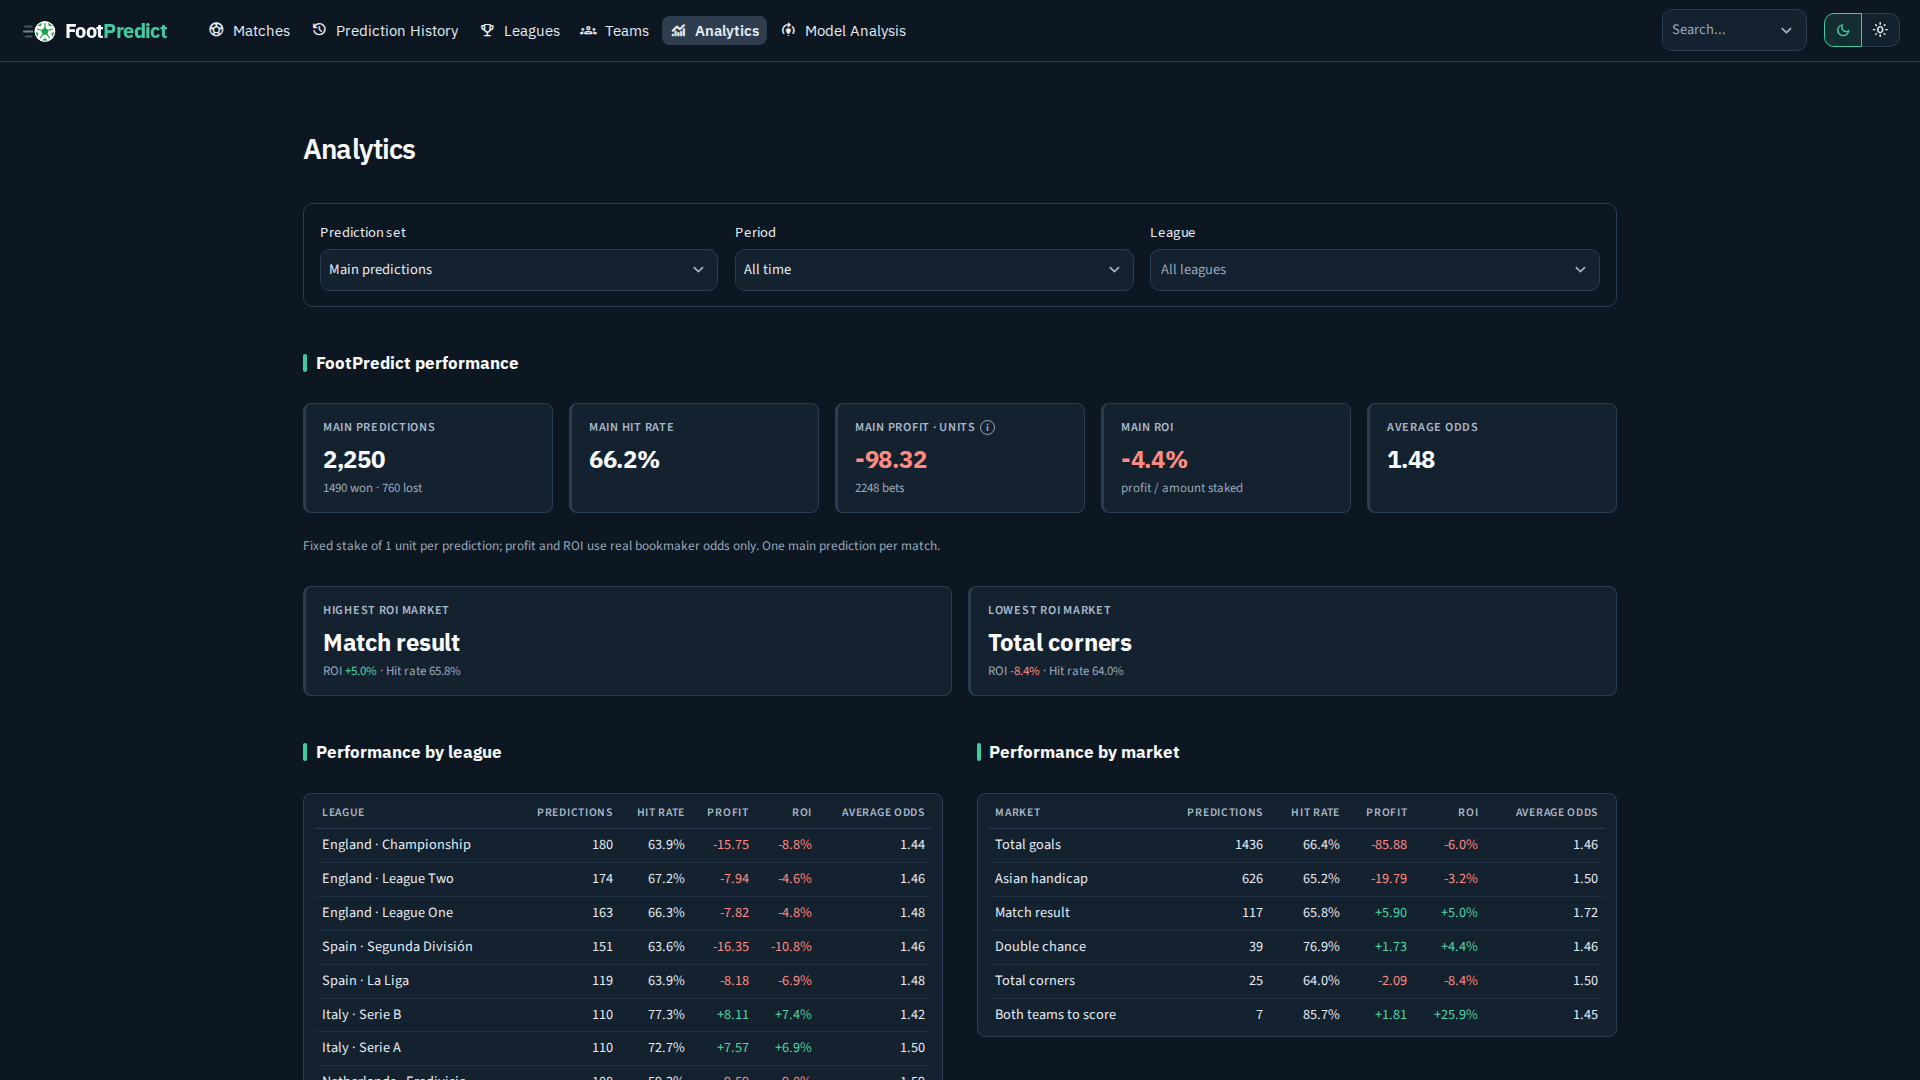 FootPredict
Matches
Prediction History
Leagues
Teams
Analytics
Model Analysis
Search...
Analytics
Prediction set
Period
League
Main predictions
All time
All leagues
FootPredict performance
MAIN PREDICTIONS
2,250
1490 won · 760 lost
MAIN HIT RATE
66.2%
MAIN PROFIT · UNITS
-98.32
2248 bets
MAIN ROI
-4.4%
profit / amount staked
AVERAGE ODDS
1.48
Fixed stake of 1 unit per prediction; profit and ROI use real bookmaker odds only. One main prediction per match.
HIGHEST ROI MARKET
Match result
ROI +5.0% · Hit rate 65.8%
LOWEST ROI MARKET
Total corners
ROI -8.4% · Hit rate 64.0%
Performance by league
LEAGUE PREDICTIONS HIT RATE PROFIT ROI AVERAGE ODDS
England · Championship 180 63.9% -15.75 -8.8% 1.44
England · League Two 174 67.2% -7.94 -4.6% 1.46
England · League One 163 66.3% -7.82 -4.8% 1.48
Spain · Segunda División 151 63.6% -16.35 -10.8% 1.46
Spain · La Liga 119 63.9% -8.18 -6.9% 1.48
Italy · Serie B 110 77.3% +8.11 +7.4% 1.42
Italy · Serie A 110 72.7% +7.57 +6.9% 1.50
Performance by market
MARKET PREDICTIONS HIT RATE PROFIT ROI AVERAGE ODDS
Total goals 1436 66.4% -85.88 -6.0% 1.46
Asian handicap 626 65.2% -19.79 -3.2% 1.50
Match result 117 65.8% +5.90 +5.0% 1.72
Double chance 39 76.9% +1.73 +4.4% 1.46
Total corners 25 64.0% -2.09 -8.4% 1.50
Both teams to score 7 85.7% +1.81 +25.9% 1.45